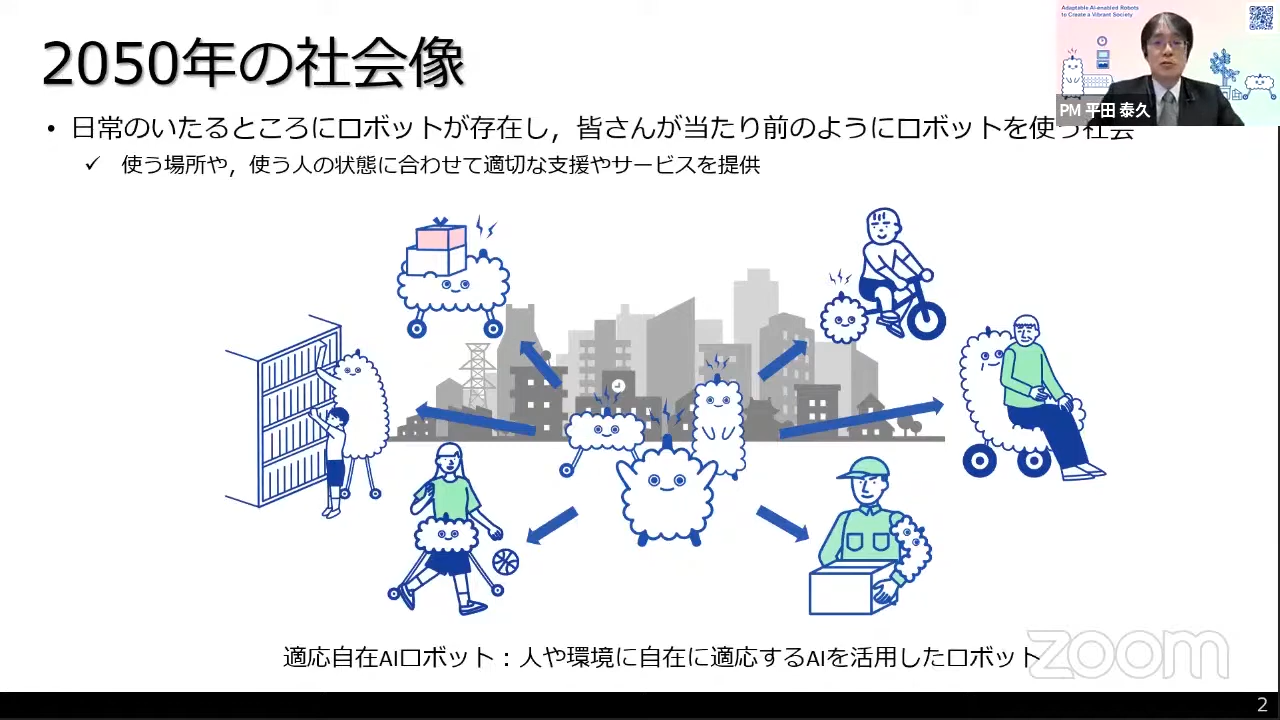 2050年の社会像
Adaptable AI-enabled Robots
to Create a Vibrant Society
PM 平田 泰久
• 日常のいたるところにロボットが存在し，皆さんが当たり前のようにロボットを使う社会
✓ 使う場所や，使う人の状態に合わせて適切な支援やサービスを提供
適応自在AIロボット：人や環境に自在に適応するAIを活用したロボット
zoom
2